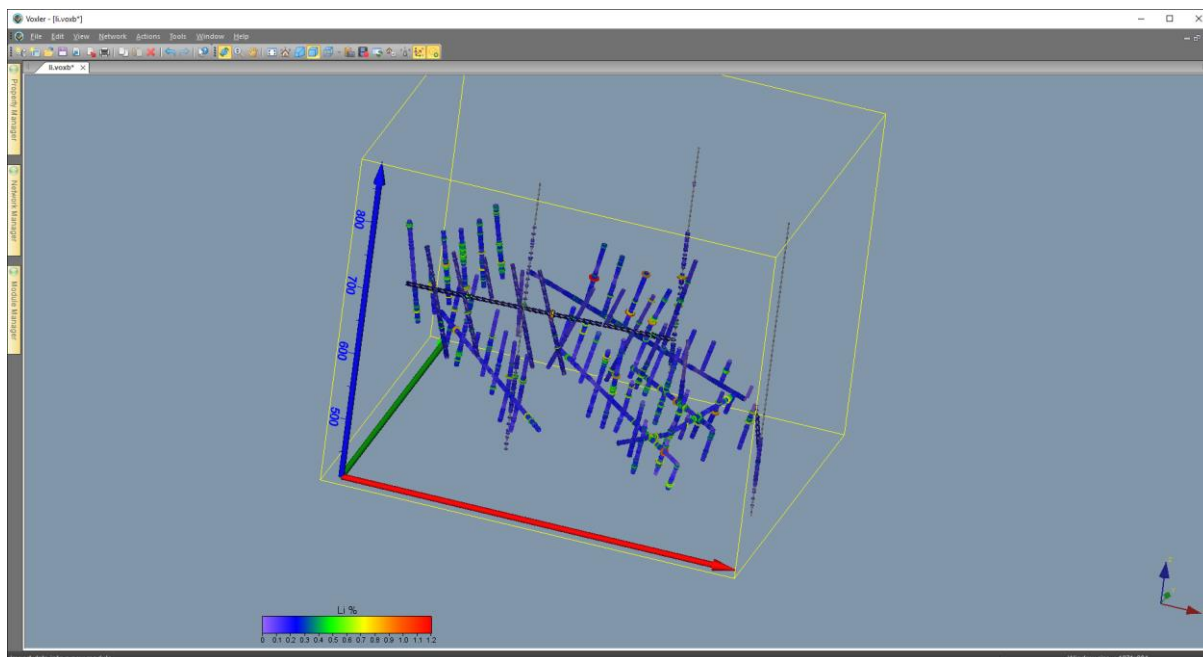 Voxler - [li.voxb*]
File Edit View Network Actions Tools Window Help
li.voxb* X
Property Manager
Network Manager
Module Manager
800
700
600
500
Li %
0 0.1 0.2 0.3 0.4 0.5 0.6 0.7 0.8 0.9 1.0 1.1 1.2